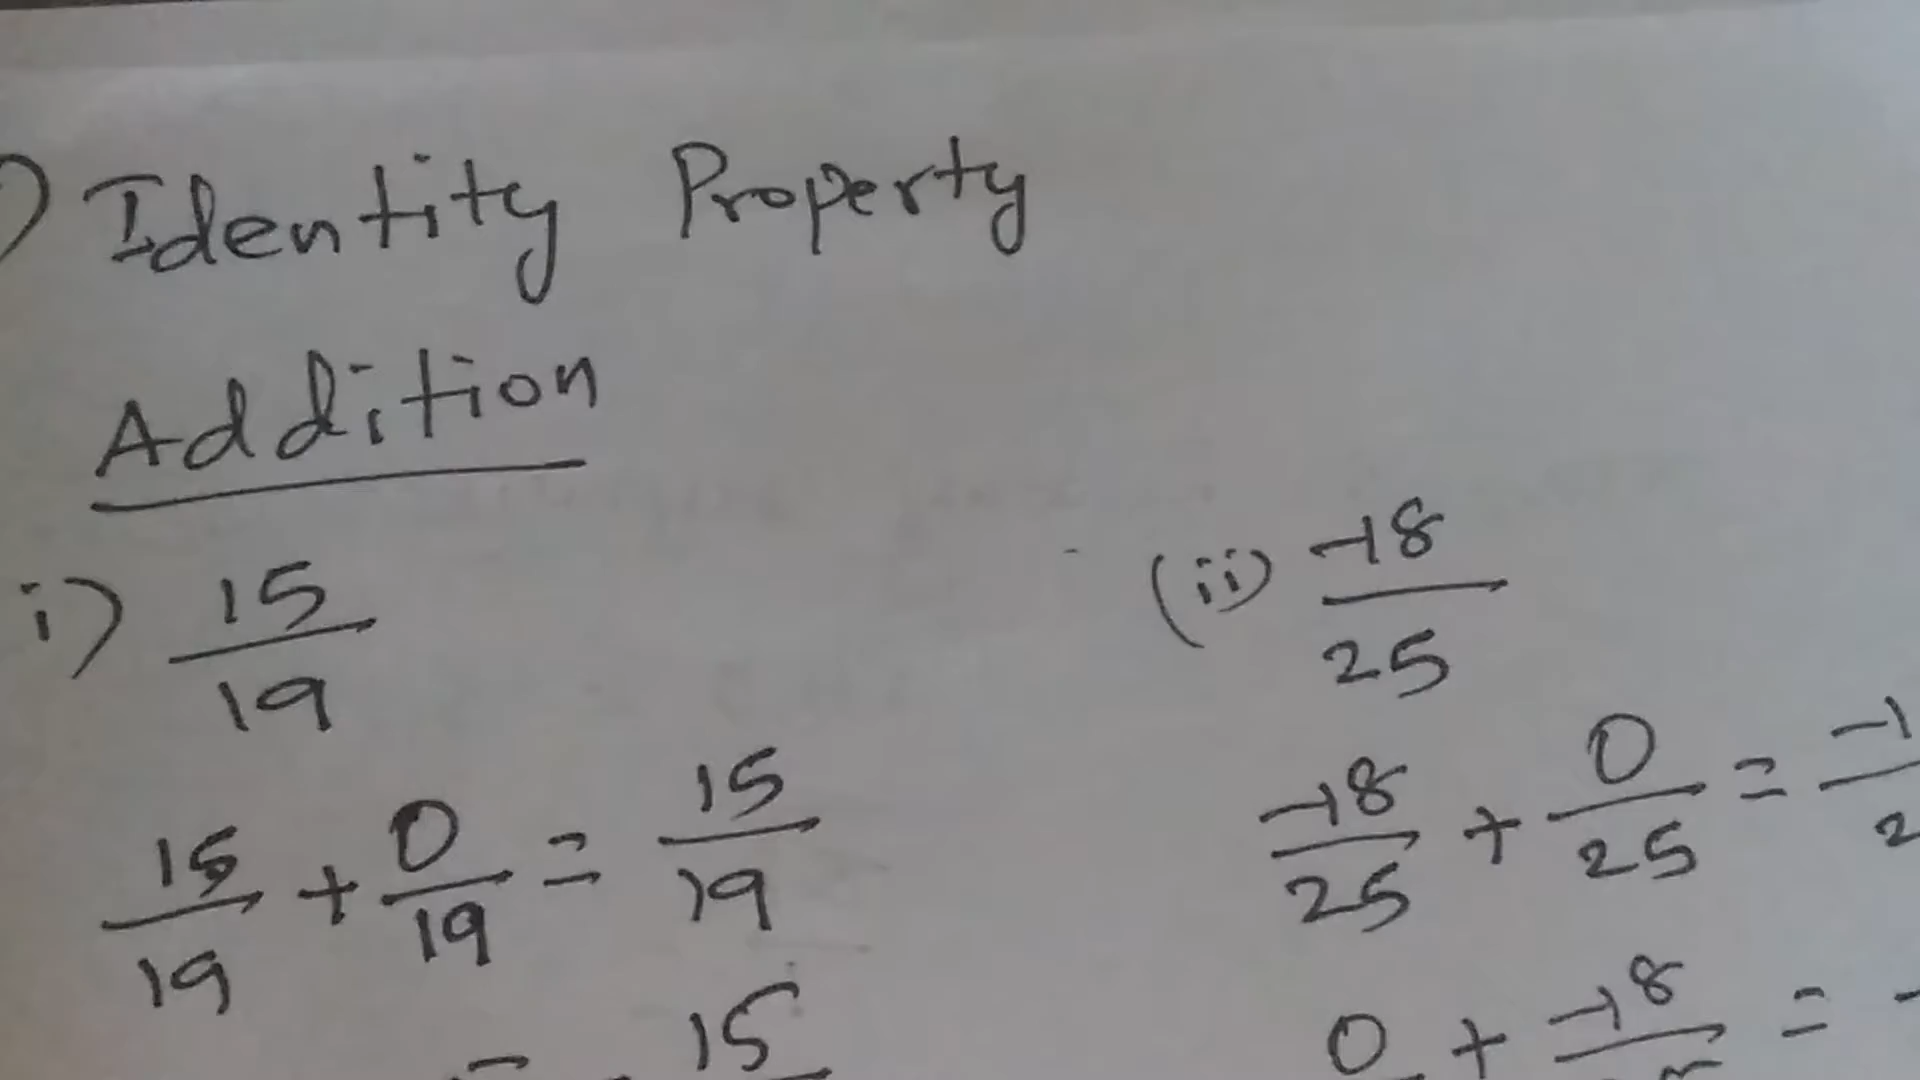 ) Identity Property
Addition
i) 15/19
15/19 + 0/19 = 15/19
15
(ii) -18/25
-18/25 + 0/25 =
0 + -18 =